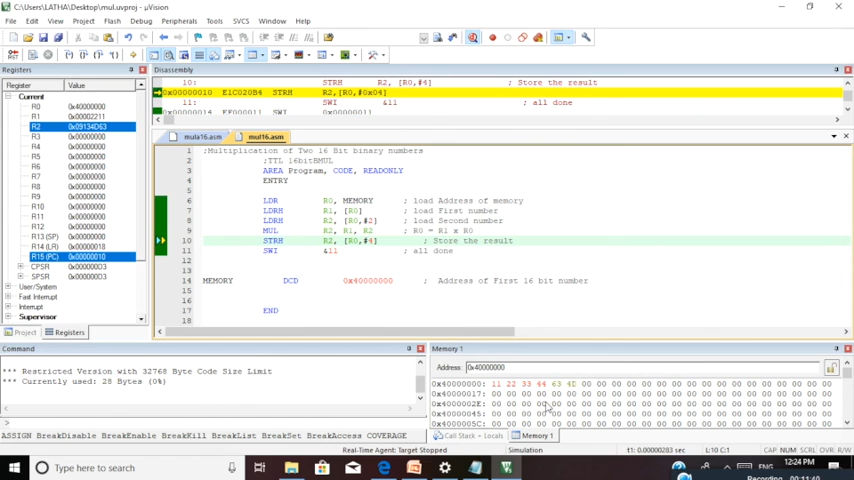 C:\Users\LATHA\Desktop\mul.uvproj - µVision
File Edit View Project Flash Debug Peripherals Tools SVCS Window Help
Registers
Register Value
Current
R0 0x40000000
R1 0x00002211
R2 0x09134D63
R3 0x00000000
R4 0x00000000
R5 0x00000000
R6 0x00000000
R7 0x00000000
R8 0x00000000
R9 0x00000000
R10 0x00000000
R11 0x00000000
R12 0x00000000
R13 (SP) 0x00000000
R14 (LR) 0x00000018
R15 (PC) 0x00000010
CPSR 0x000000D3
SPSR 0x000000D3
User/System
Fast Interrupt
Interrupt
Supervisor
Project Registers
Disassembly
10: STRH R2, [R0,#4] ; Store the result
0x00000010 E1C020B4 STRH R2,[R0,#0x04]
11: SWI &11 ; all done
0x00000014 EF000011 SWI 0x00000011
mula16.asm mul16.asm
1 ;Multiplication of Two 16 Bit binary numbers
2 ;TTL 16bitBMUL
3 AREA Program, CODE, READONLY
4 ENTRY
5
6 LDR R0, MEMORY ; load Address of memory
7 LDRH R1, [R0] ; load First number
8 LDRH R2, [R0,#2] ; load Second number
9 MUL R2, R1, R2 ; R0 = R1 x R0
10 STRH R2, [R0,#4] ; Store the result
11 SWI &11 ; all done
12
13
14 MEMORY DCD 0x40000000 ; Address of First 16 bit number
15
16
17 END
18
Command
*** Restricted Version with 32768 Byte Code Size Limit
*** Currently used: 28 Bytes (0%)
>
ASSIGN BreakDisable BreakEnable BreakKill BreakList BreakSet BreakAccess COVERAGE
Memory 1
Address: 0x40000000
0x40000000: 11 22 33 44 63 4D 00 00 00 00 00 00 00 00 00 00 00 00 00 00 00 00 00
0x40000017: 00 00 00 00 00 00 00 00 00 00 00 00 00 00 00 00 00 00 00 00 00 00 00
0x4000002E: 00 00 00 00 00 00 00 00 00 00 00 00 00 00 00 00 00 00 00 00 00 00 00
0x40000045: 00 00 00 00 00 00 00 00 00 00 00 00 00 00 00 00 00 00 00 00 00 00 00
0x4000005C: 00 00 00 00 00 00 00 00 00 00 00 00 00 00 00 00 00 00 00 00 00 00 00
Call Stack + Locals Memory 1
Real-Time Agent: Target Stopped Simulation t1: 0.00000283 sec L:10 C:1 CAP NUM SCRL OVR R/W
Type here to search
ENG
12:24 PM
Recording 00:11:40